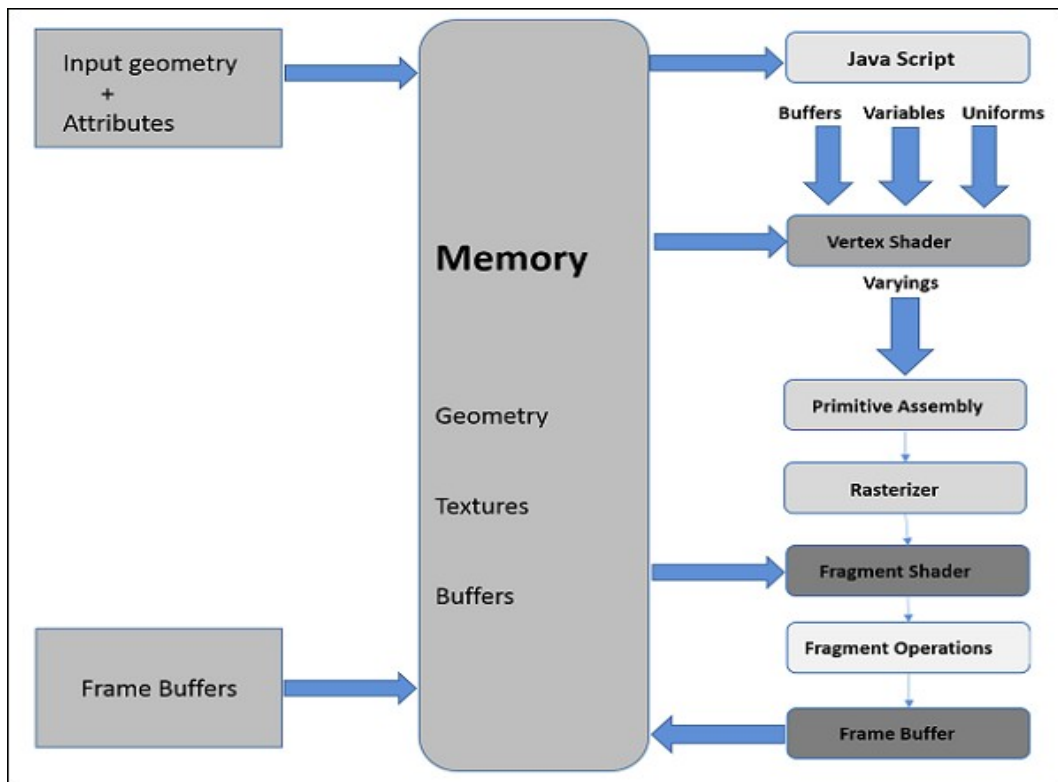 Input geometry
+
Attributes
Frame Buffers
Memory
Geometry
Textures
Buffers
Java Script
Buffers Variables Uniforms
Vertex Shader
Varyings
Primitive Assembly
Rasterizer
Fragment Shader
Fragment Operations
Frame Buffer